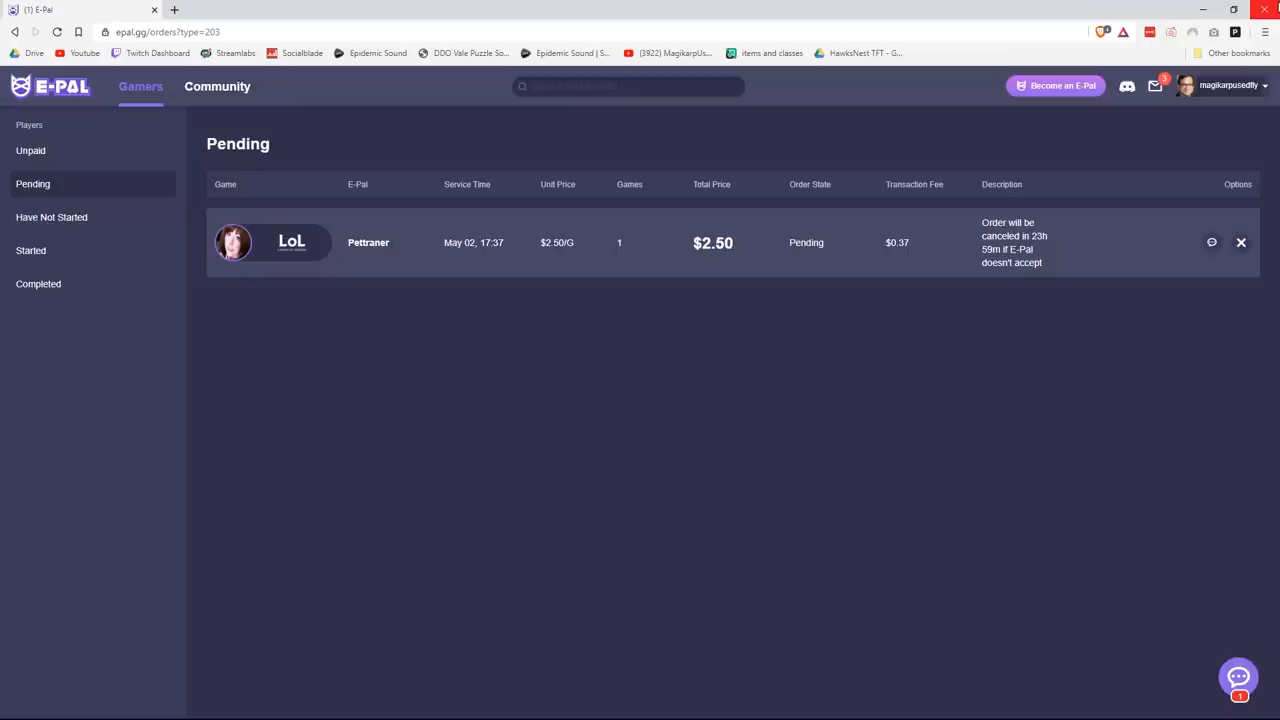 (1) E-Pal
epal.gg/orders?type=203
4
Drive
Youtube
Twitch Dashboard
Streamlabs
Socialblade
Epidemic Sound
DDO Vale Puzzle So...
Epidemic Sound | S...
(3922) MagikarpUs...
items and classes
HawksNest TFT - G...
Other bookmarks
E-PAL
Gamers
Community
Become an E-Pal
3
magikarpusedfly
Players
Unpaid
Pending
Have Not Started
Started
Completed
Pending
Game E-Pal Service Time Unit Price Games Total Price Order State Transaction Fee Description Options
LoL
Pettraner
May 02, 17:37
$2.50/G
1
$2.50
Pending
$0.37
Order will be
canceled in 23h
59m if E-Pal
doesn't accept
1